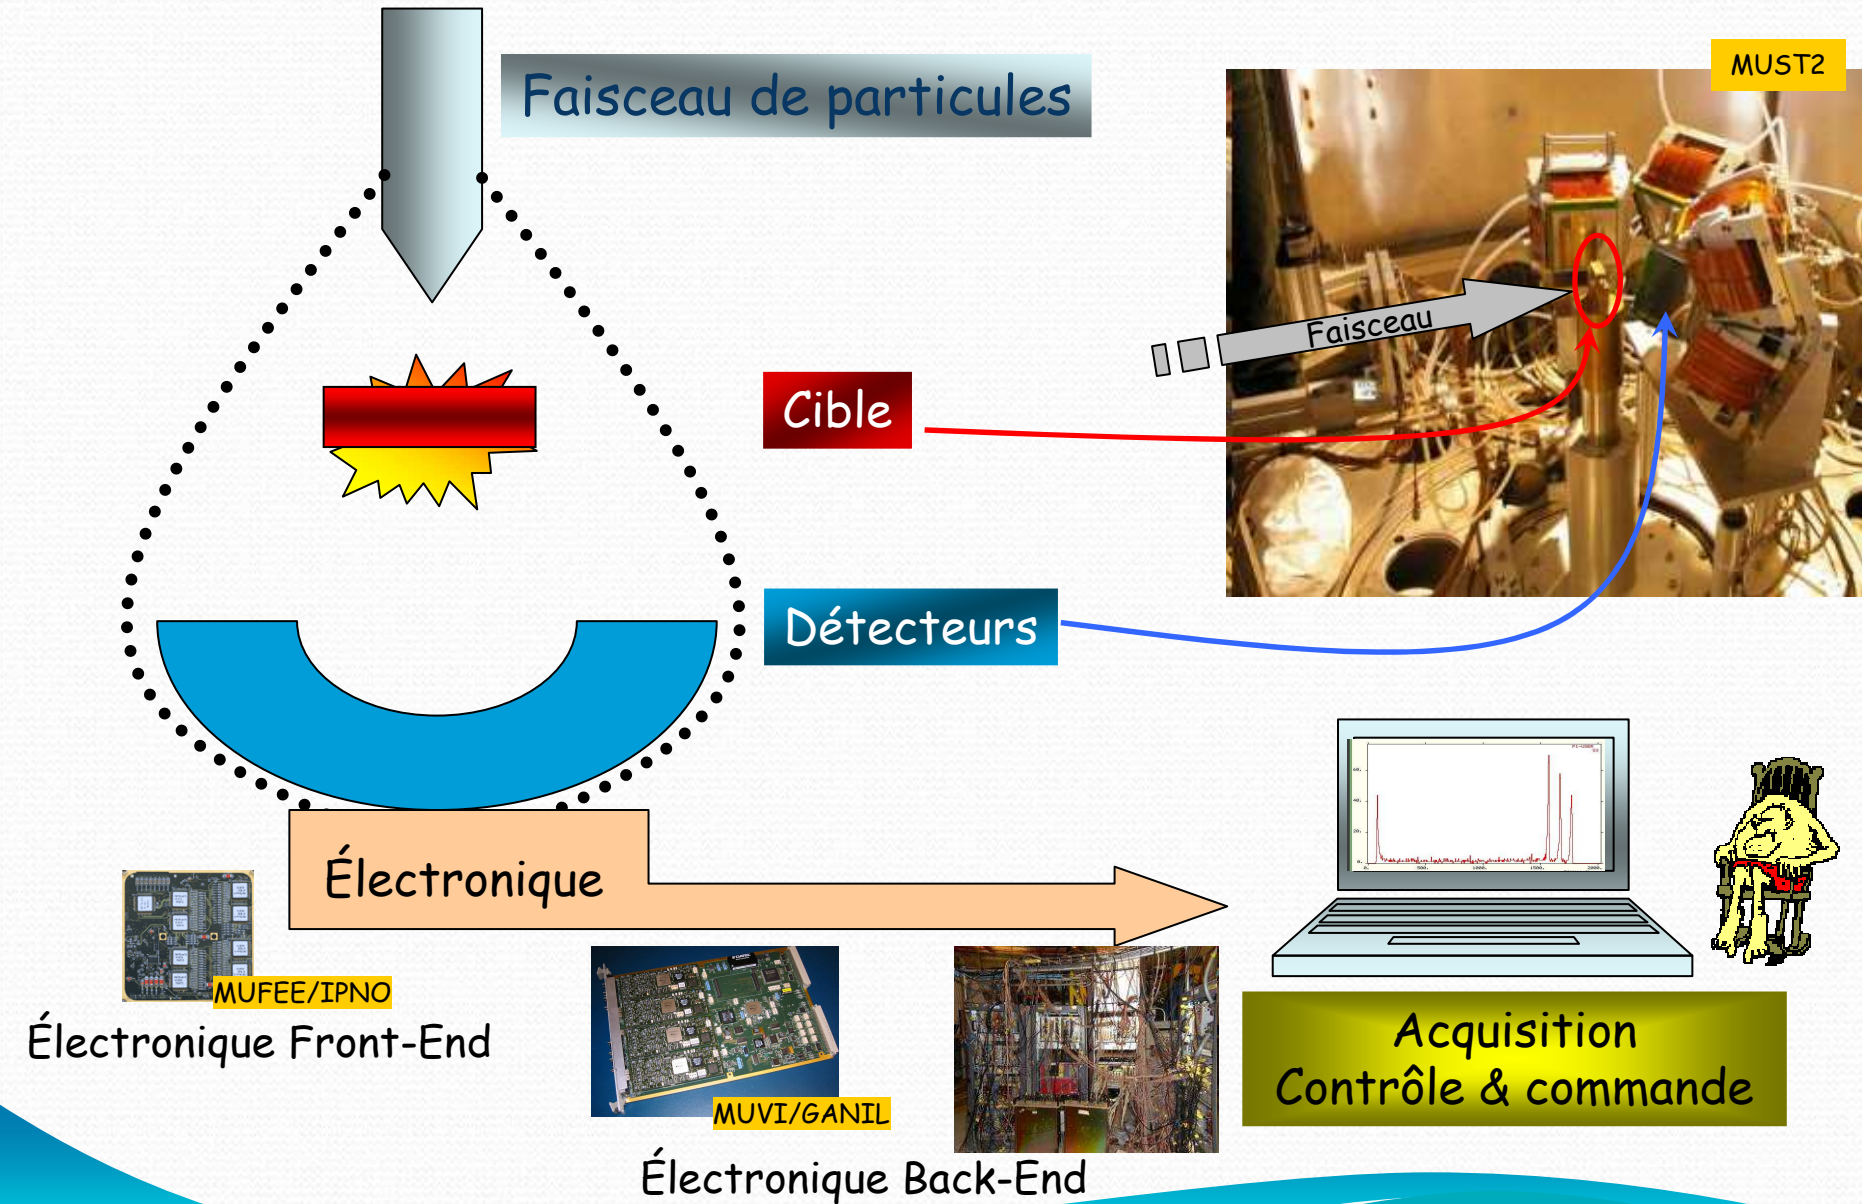 MUST2
Faisceau de particules
Faisceau
Cible
Détecteurs
Électronique
MUFEE/IPNO
Électronique Front-End
MUVI/GANIL
Électronique Back-End
Acquisition
Contrôle & commande